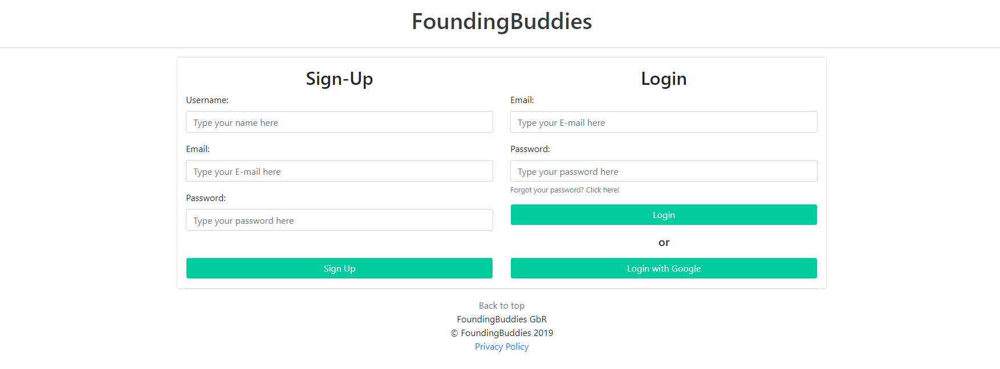 FoundingBuddies
Sign-Up
Username:
Type your name here
Email:
Type your E-mail here
Password:
Type your password here
Sign Up
Login
Email:
Type your E-mail here
Password:
Type your password here
Forgot your password? Click here!
Login
or
Login with Google
Back to top
FoundingBuddies GbR
© FoundingBuddies 2019
Privacy Policy